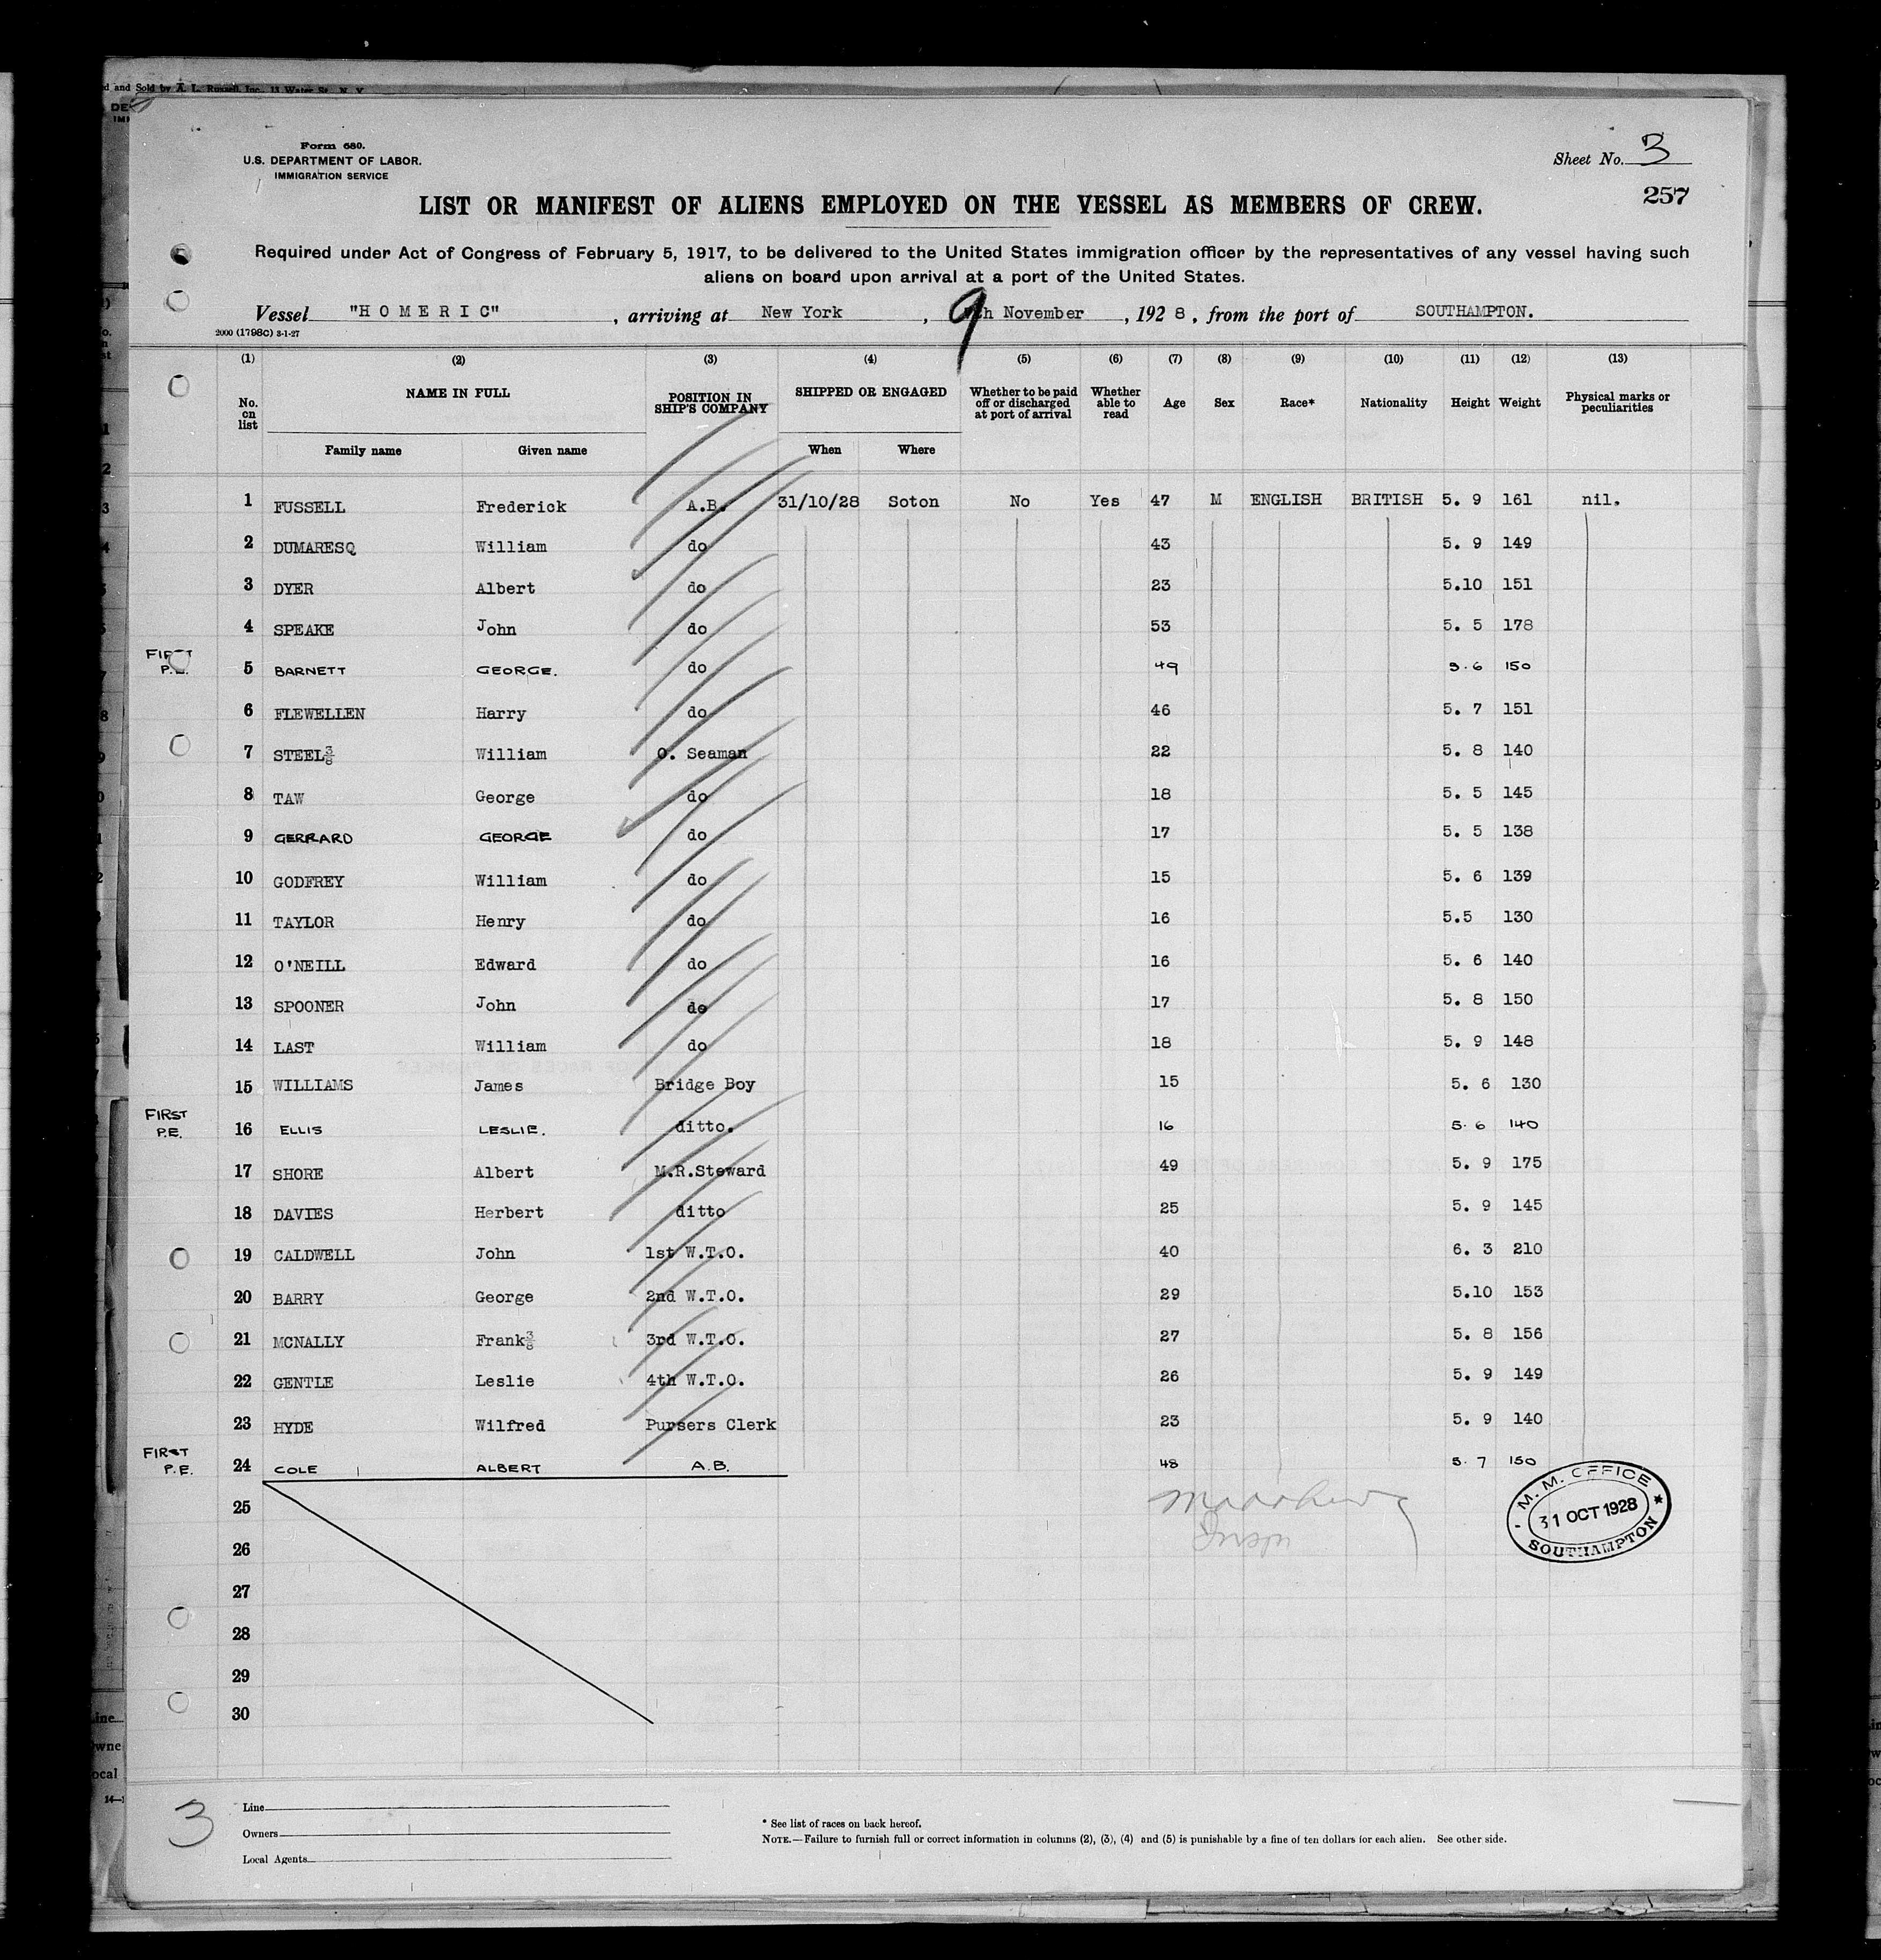 d and Sold by A. L. Russell, Inc., 11 Water St., N. Y.
Form 680.
U.S. DEPARTMENT OF LABOR.
IMMIGRATION SERVICE
Sheet No. 3
257
LIST OR MANIFEST OF ALIENS EMPLOYED ON THE VESSEL AS MEMBERS OF CREW.
Required under Act of Congress of February 5, 1917, to be delivered to the United States immigration officer by the representatives of any vessel having such
aliens on board upon arrival at a port of the United States.
Vessel "HOMERIC", arriving at New York, 9th November, 1928, from the port of SOUTHAMPTON.
2000 (1798C) 3-1-27
(1) (2) (3) (4) (5) (6) (7) (8) (9) (10) (11) (12) (13)
No. on list NAME IN FULL POSITION IN SHIP'S COMPANY SHIPPED OR ENGAGED Whether to be paid off or discharged at port of arrival Whether able to read Age Sex Race* Nationality Height Weight Physical marks or peculiarities
Family name Given name When Where
1 FUSSELL Frederick A.B. 31/10/28 Soton No Yes 47 M ENGLISH BRITISH 5. 9 161 nil.
2 DUMARESQ William do 43 5. 9 149
3 DYER Albert do 23 5.10 151
4 SPEAKE John do 53 5. 5 178
FIRST P.E. 5 BARNETT GEORGE. do 49 5.6 150
6 FLEWELLEN Harry do 46 5. 7 151
7 STEEL⅜ William O. Seaman 22 5. 8 140
8 TAW George do 18 5. 5 145
9 GERRARD GEORGE do 17 5. 5 138
10 GODFREY William do 15 5. 6 139
11 TAYLOR Henry do 16 5.5 130
12 O'NEILL Edward do 16 5. 6 140
13 SPOONER John do 17 5. 8 150
14 LAST William do 18 5. 9 148
15 WILLIAMS James Bridge Boy 15 5. 6 130
FIRST P.E. 16 ELLIS LESLIE. ditto. 16 5. 6 140
17 SHORE Albert M.R.Steward 49 5. 9 175
18 DAVIES Herbert ditto 25 5. 9 145
19 CALDWELL John 1st W.T.O. 40 6. 3 210
20 BARRY George 2nd W.T.O. 29 5.10 153
21 MCNALLY Frank⅜ 3rd W.T.O. 27 5. 8 156
22 GENTLE Leslie 4th W.T.O. 26 5. 9 149
23 HYDE Wilfred Pursers Clerk 23 5. 9 140
FIRST P.E. 24 COLE ALBERT A.B. 48 5. 7 150
25
26
27
28
29
30
Insp
M. M. OFFICE
31 OCT 1928
SOUTHAMPTON
3
Line
Owners
Local Agents
* See list of races on back hereof.
NOTE.—Failure to furnish full or correct information in columns (2), (3), (4) and (5) is punishable by a fine of ten dollars for each alien. See other side.